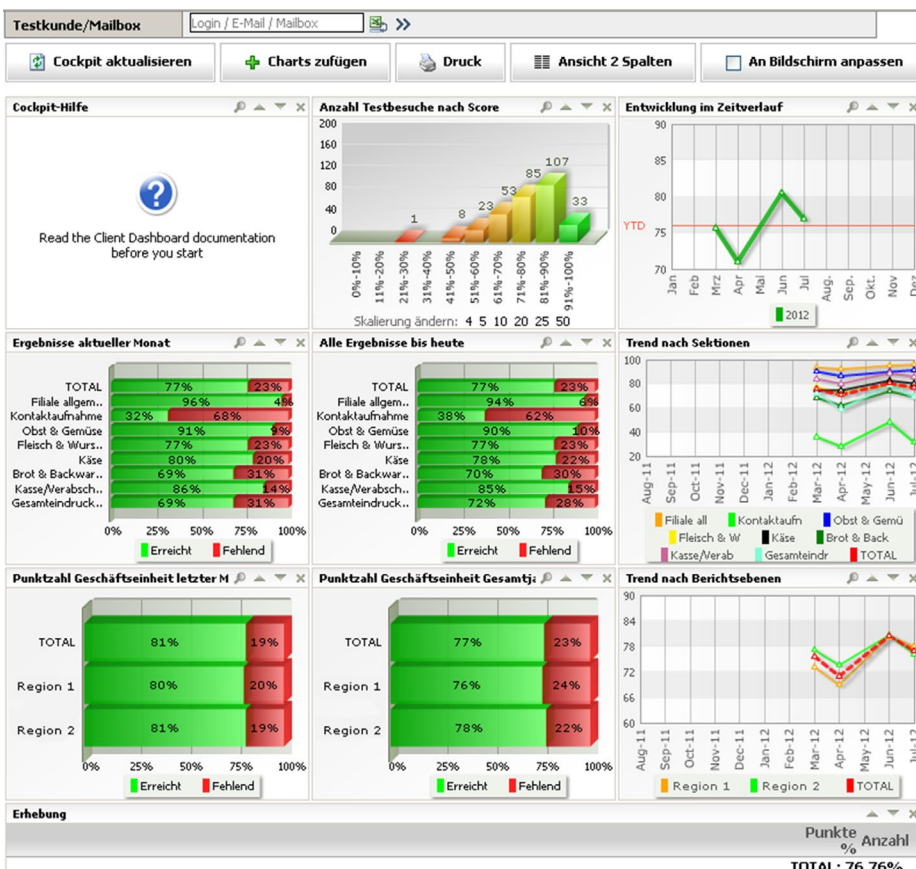 Testkunde/Mailbox
Login / E-Mail / Mailbox
Cockpit aktualisieren
Charts zufügen
Druck
Ansicht 2 Spalten
An Bildschirm anpassen
Cockpit-Hilfe
Read the Client Dashboard documentation
before you start
Anzahl Testbesuche nach Score
200
160
120
80
40
0
1
8
23
53
85
107
33
0%-10%
11%-20%
21%-30%
31%-40%
41%-50%
51%-60%
61%-70%
71%-80%
81%-90%
91%-100%
Skalierung ändern: 4 5 10 20 25 50
Entwicklung im Zeitverlauf
90
85
80
YTD
75
70
Jan
Feb
Mrz
Apr
Mai
Jun
Jul
Aug.
Sep.
Okt.
Nov
Dez
2012
Ergebnisse aktueller Monat
TOTAL 77% 23%
Filiale allgem.. 96% 4%
Kontaktaufnahme 32% 68%
Obst & Gemüse 91% 9%
Fleisch & Wurs.. 77% 23%
Käse 80% 20%
Brot & Backwar.. 69% 31%
Kasse/Verabsch.. 86% 14%
Gesamteindruck.. 69% 31%
0% 25% 50% 75% 100%
Erreicht Fehlend
Alle Ergebnisse bis heute
TOTAL 77% 23%
Filiale allgem.. 94% 6%
Kontaktaufnahme 38% 62%
Obst & Gemüse 90% 10%
Fleisch & Wurs.. 77% 23%
Käse 78% 22%
Brot & Backwar.. 70% 30%
Kasse/Verabsch.. 85% 15%
Gesamteindruck.. 72% 28%
0% 25% 50% 75% 100%
Erreicht Fehlend
Trend nach Sektionen
100
80
60
40
20
Aug-11
Sep-11
Oct-11
Nov-11
Dec-11
Jan-12
Feb-12
Mar-12
Apr-12
May-12
Jun-12
Jul-12
Filiale all Kontaktaufn Obst & Gemü
Fleisch & W Käse Brot & Back
Kasse/Verab Gesamteindr TOTAL
Punktzahl Geschäftseinheit letzter M
TOTAL 81% 19%
Region 1 80% 20%
Region 2 81% 19%
0% 25% 50% 75% 100%
Erreicht Fehlend
Punktzahl Geschäftseinheit Gesamtja
TOTAL 77% 23%
Region 1 76% 24%
Region 2 78% 22%
0% 25% 50% 75% 100%
Erreicht Fehlend
Trend nach Berichtsebenen
90
84
78
72
66
60
Aug-11
Sep-11
Oct-11
Nov-11
Dec-11
Jan-12
Feb-12
Mar-12
Apr-12
May-12
Jun-12
Jul-12
Region 1 Region 2 TOTAL
Erhebung
Punkte
% Anzahl
TOTAL: 76.76%